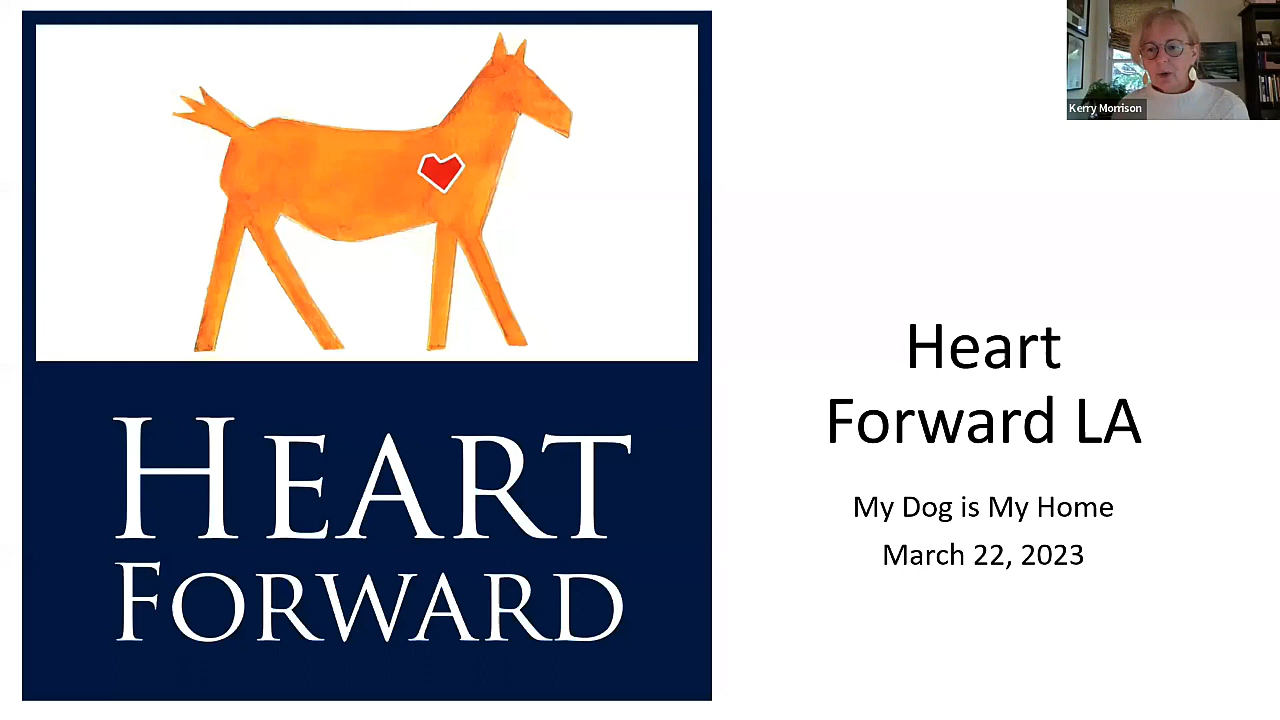 Kerry Morrison
HEART
FORWARD
Heart
Forward LA
My Dog is My Home
March 22, 2023